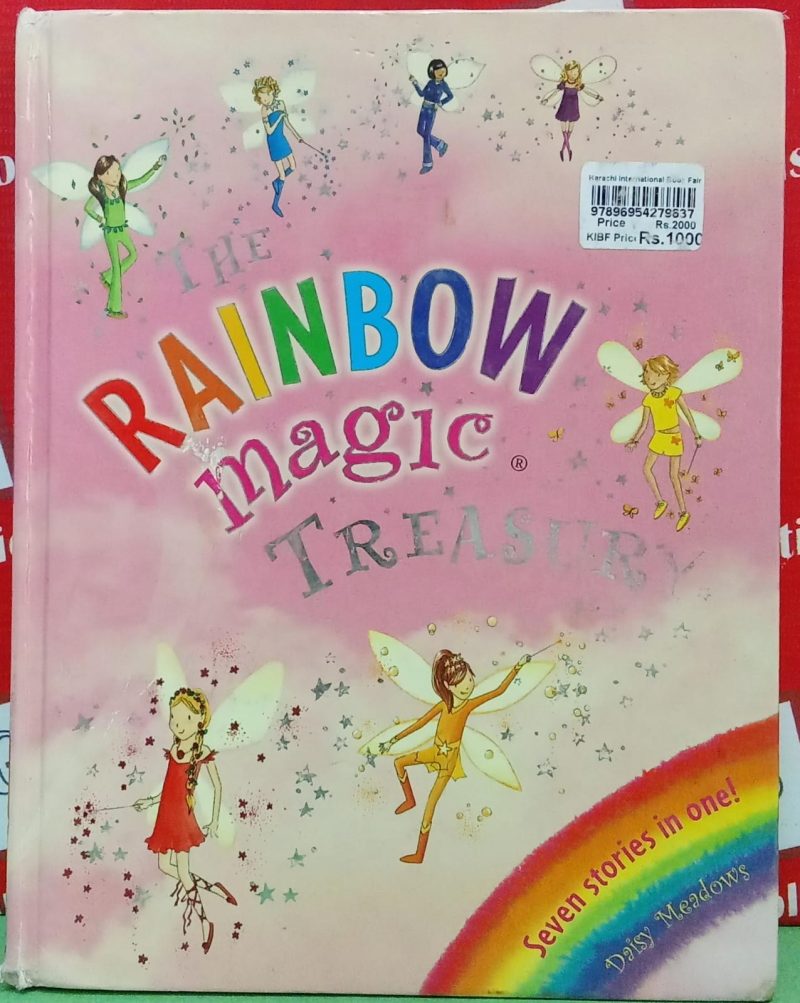 Karachi International Book Fair
97896954279637
Price Rs.2000
KIBF Price Rs.1000
THE
RAINBOW
magic ®
TREASURY
Seven stories in one!
Daisy Meadows